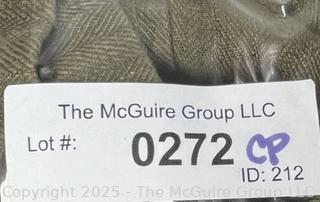 The McGuire Group LLC
Lot #: 0272 CP
ID: 212
Copyright 2025 - The McGuire Group LLC